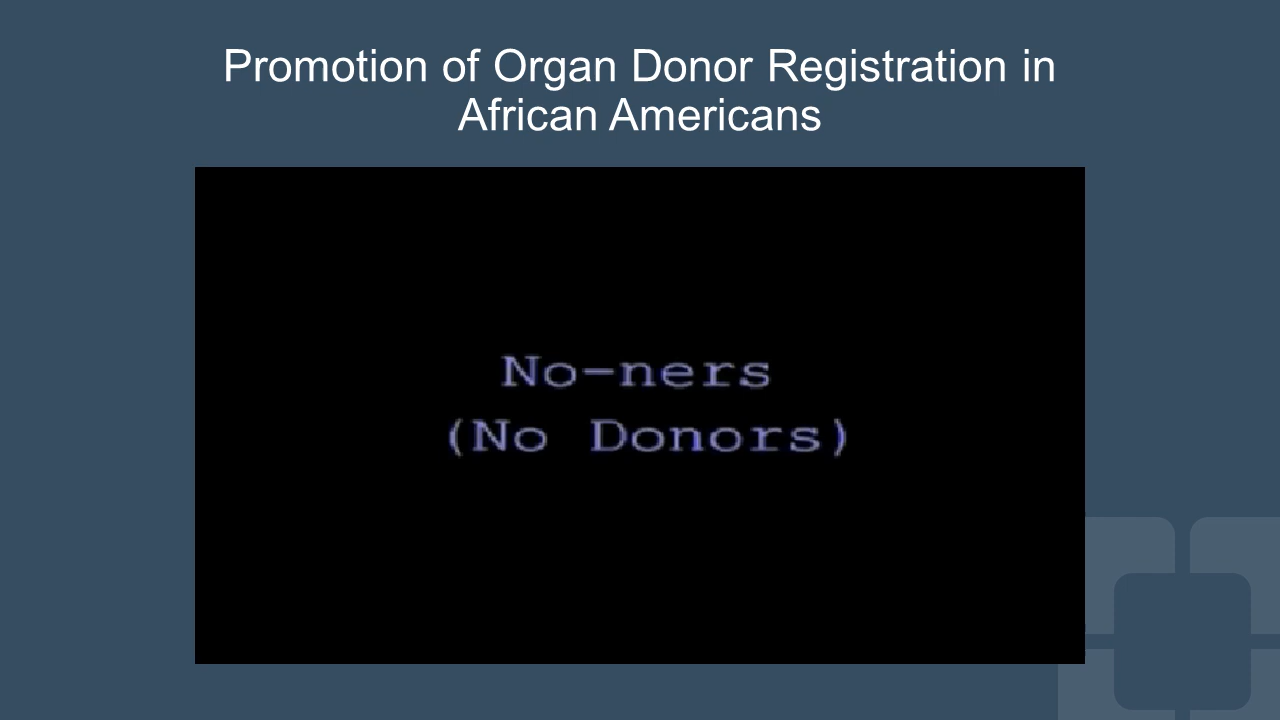 Promotion of Organ Donor Registration in
African Americans
No-ners
(No Donors)